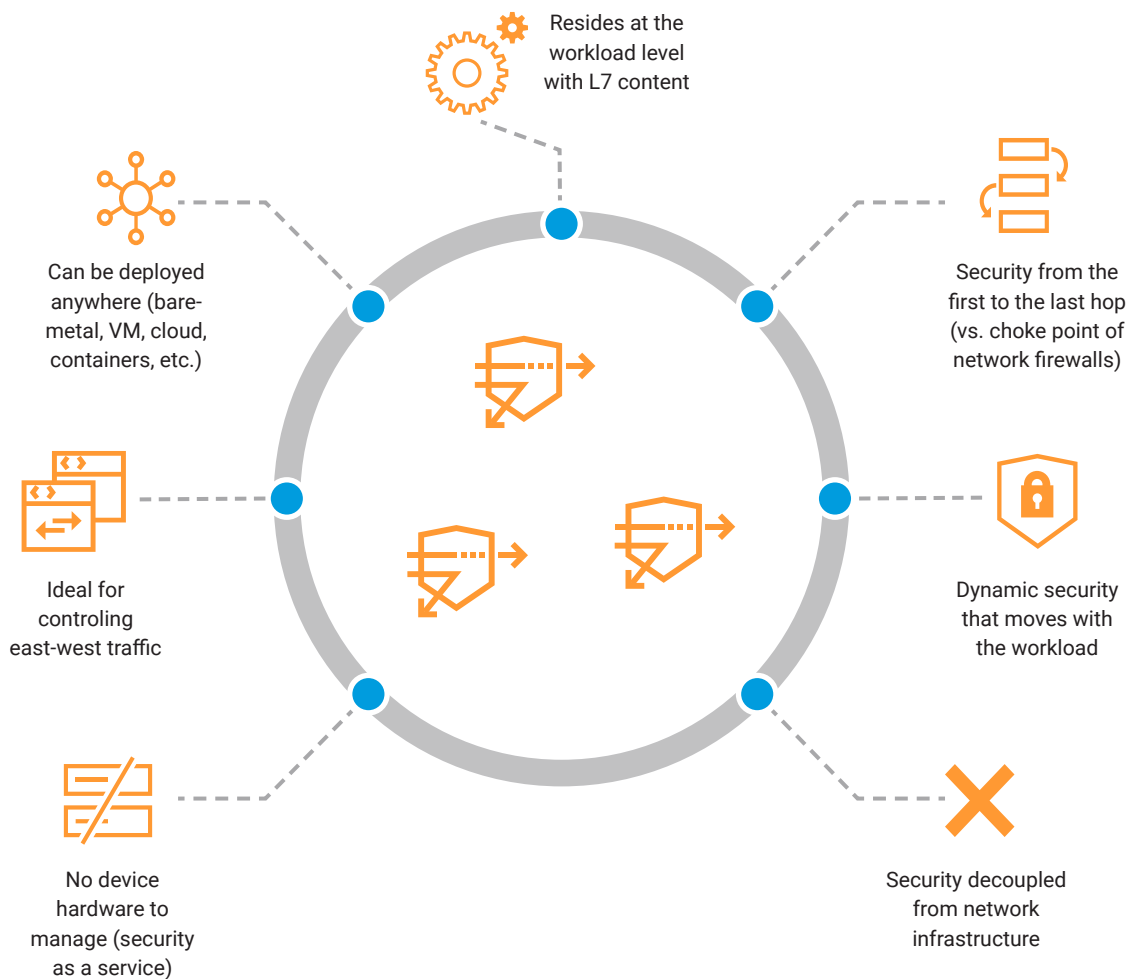 Resides at the
workload level
with L7 content
Can be deployed
anywhere (bare-
metal, VM, cloud,
containers, etc.)
Security from the
first to the last hop
(vs. choke point of
network firewalls)
Ideal for
controling
east-west traffic
Dynamic security
that moves with
the workload
No device
hardware to
manage (security
as a service)
Security decoupled
from network
infrastructure